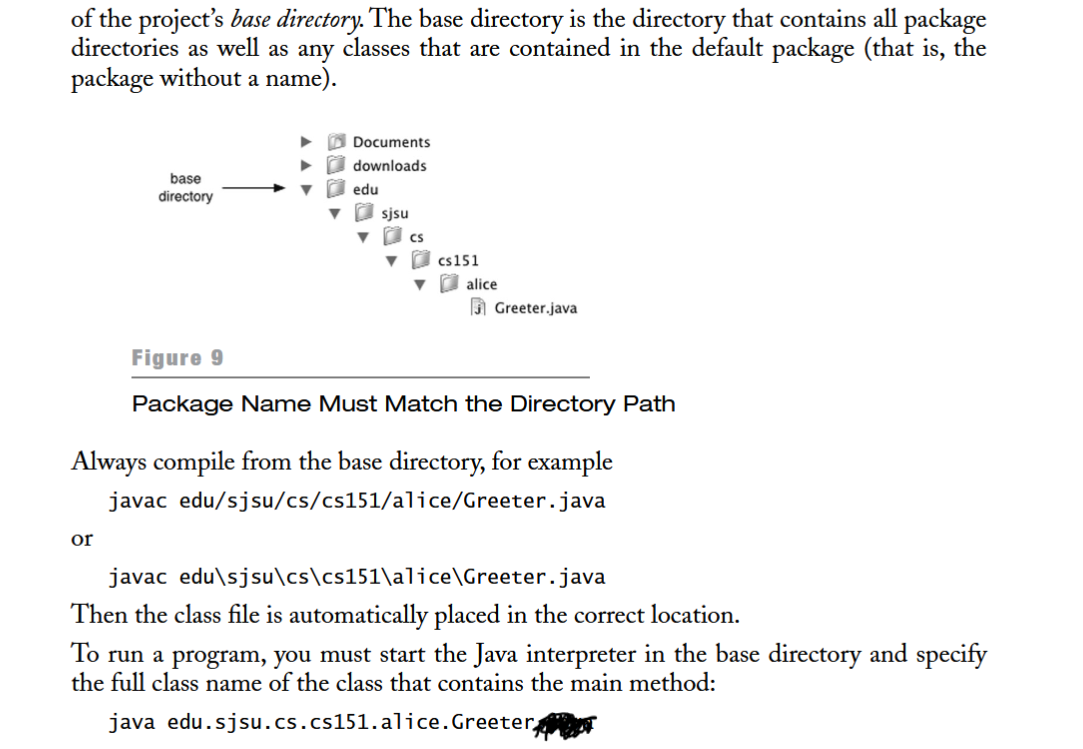 of the project’s base directory. The base directory is the directory that contains all package
directories as well as any classes that are contained in the default package (that is, the
package without a name).
Documents
downloads
base
directory
edu
sjsu
cs
cs151
alice
Greeter.java
Figure 9
Package Name Must Match the Directory Path
Always compile from the base directory, for example
javac edu/sjsu/cs/cs151/alice/Greeter.java
or
javac edu\sjsu\cs\cs151\alice\Greeter.java
Then the class file is automatically placed in the correct location.
To run a program, you must start the Java interpreter in the base directory and specify
the full class name of the class that contains the main method:
java edu.sjsu.cs.cs151.alice.Greeter